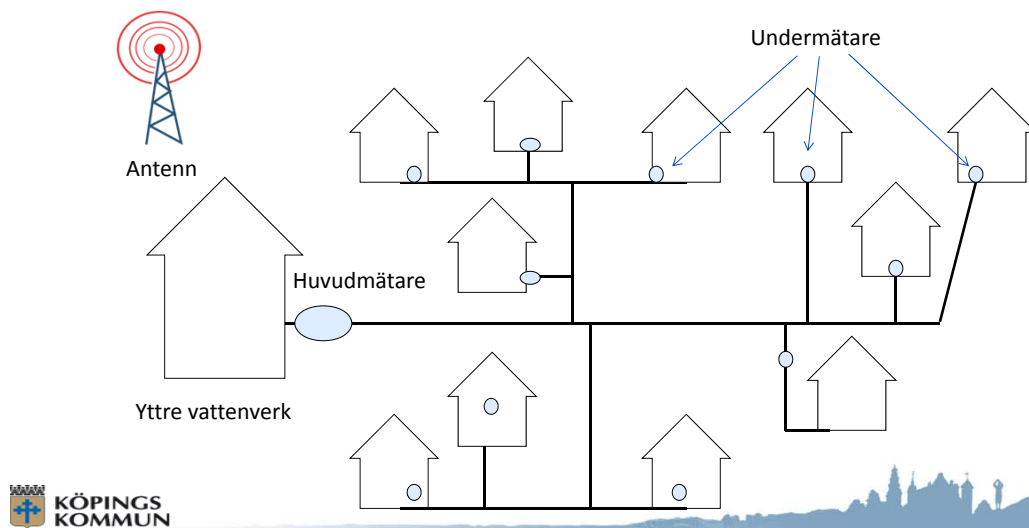 Undermätare
Antenn
Huvudmätare
Yttre vattenverk
KÖPINGS
KOMMUN